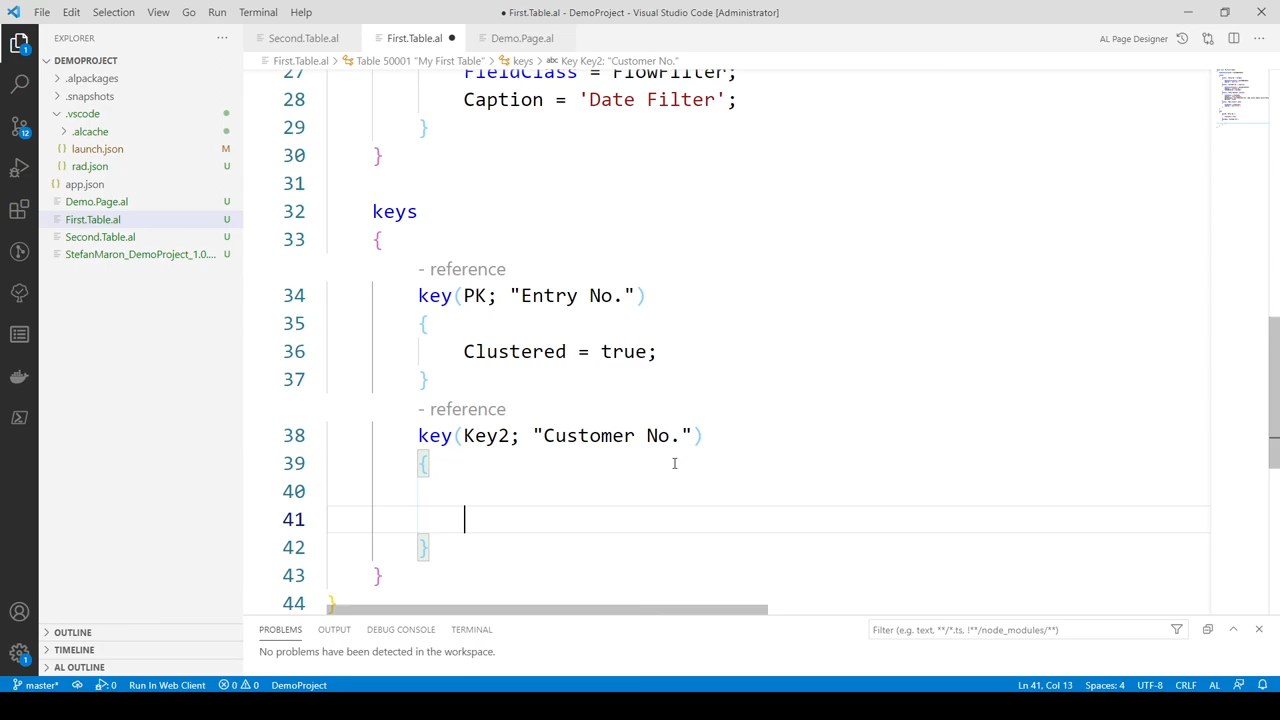 File Edit Selection View Go Run Terminal Help
● First.Table.al - DemoProject - Visual Studio Code [Administrator]
EXPLORER
Second.Table.al First.Table.al Demo.Page.al
AL Page Designer
DEMOPROJECT
First.Table.al > Table 50001 "My First Table" > keys > Key Key2: "Customer No."
.alpackages
.snapshots
.vscode
.alcache
launch.json M
rad.json U
app.json
Demo.Page.al U
First.Table.al U
Second.Table.al U
StefanMaron_DemoProject_1.0.... U
1
12
27 FieldClass = FlowFilter;
28 Caption = 'Date Filter';
29 }
30 }
31
32 keys
33 {
- reference
34 key(PK; "Entry No.")
35 {
36 Clustered = true;
37 }
- reference
38 key(Key2; "Customer No.")
39 {
40
41
42 }
43 }
44 }
OUTLINE
TIMELINE
AL OUTLINE
1
PROBLEMS OUTPUT DEBUG CONSOLE TERMINAL
Filter (e.g. text, **/*.ts, !**/node_modules/**)
No problems have been detected in the workspace.
master* 0 Run In Web Client 0 0 DemoProject
Ln 41, Col 13 Spaces: 4 UTF-8 CRLF AL